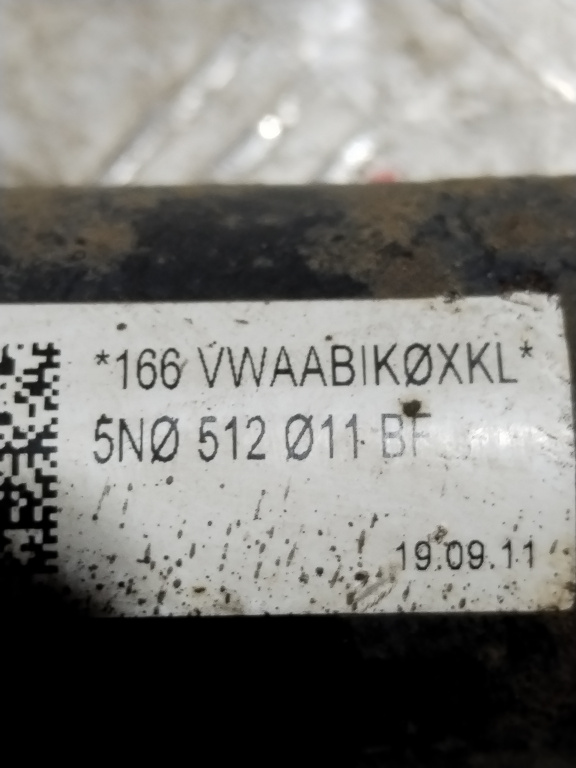 *166 VWAABIKØXKL*
5NØ 512 Ø11 BF
19.09.11